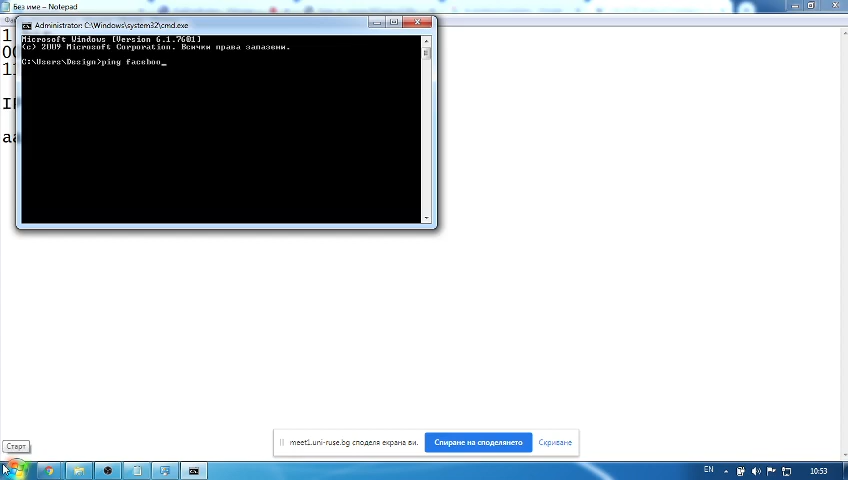 Без име – Notepad
Administrator: C:\Windows\system32\cmd.exe
Microsoft Windows [Version 6.1.7601]
(c) 2009 Microsoft Corporation. Всички права запазени.
C:\Users\Design>ping faceboo_
meet1.uni-ruse.bg споделя екрана ви.
Спиране на споделянето
Скриване
Старт
EN
10:53